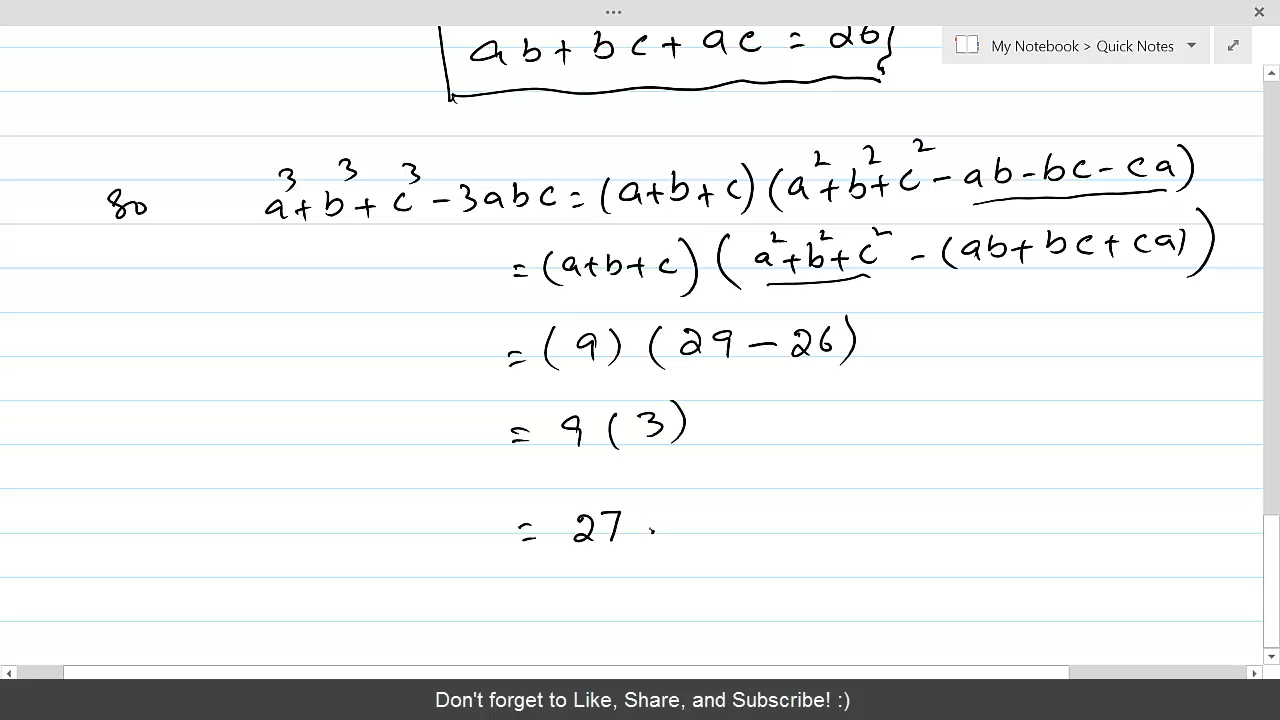 ...
ab+bc+ac = 26
My Notebook > Quick Notes
So a³+b³+c³-3abc=(a+b+c)(a²+b²+c²-ab-bc-ca)
=(a+b+c)(a²+b²+c²-(ab+bc+ca))
=(9)(29-26)
= 9(3)
= 27.
Don't forget to Like, Share, and Subscribe! :)